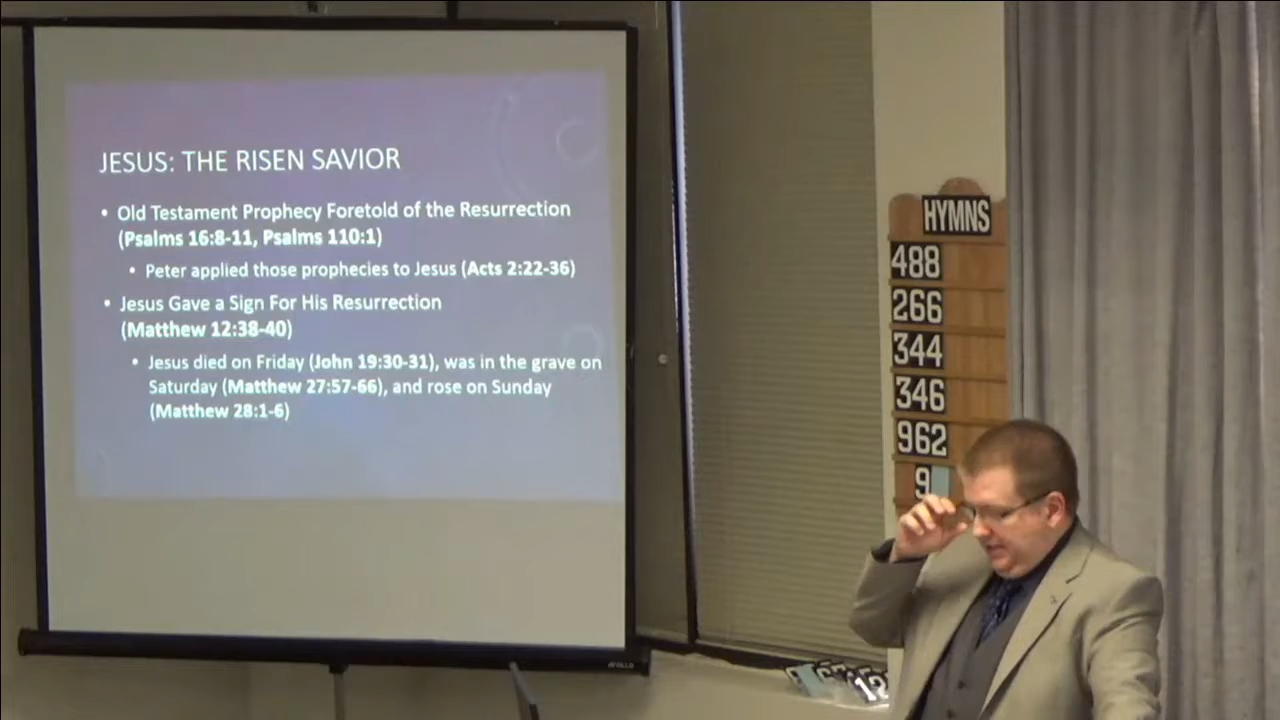 JESUS: THE RISEN SAVIOR
• Old Testament Prophecy Foretold of the Resurrection
(Psalms 16:8-11, Psalms 110:1)
• Peter applied those prophecies to Jesus (Acts 2:22-36)
• Jesus Gave a Sign For His Resurrection
(Matthew 12:38-40)
• Jesus died on Friday (John 19:30-31), was in the grave on
Saturday (Matthew 27:57-66), and rose on Sunday
(Matthew 28:1-6)
HYMNS
488
266
344
346
962
9
APOLLO
12